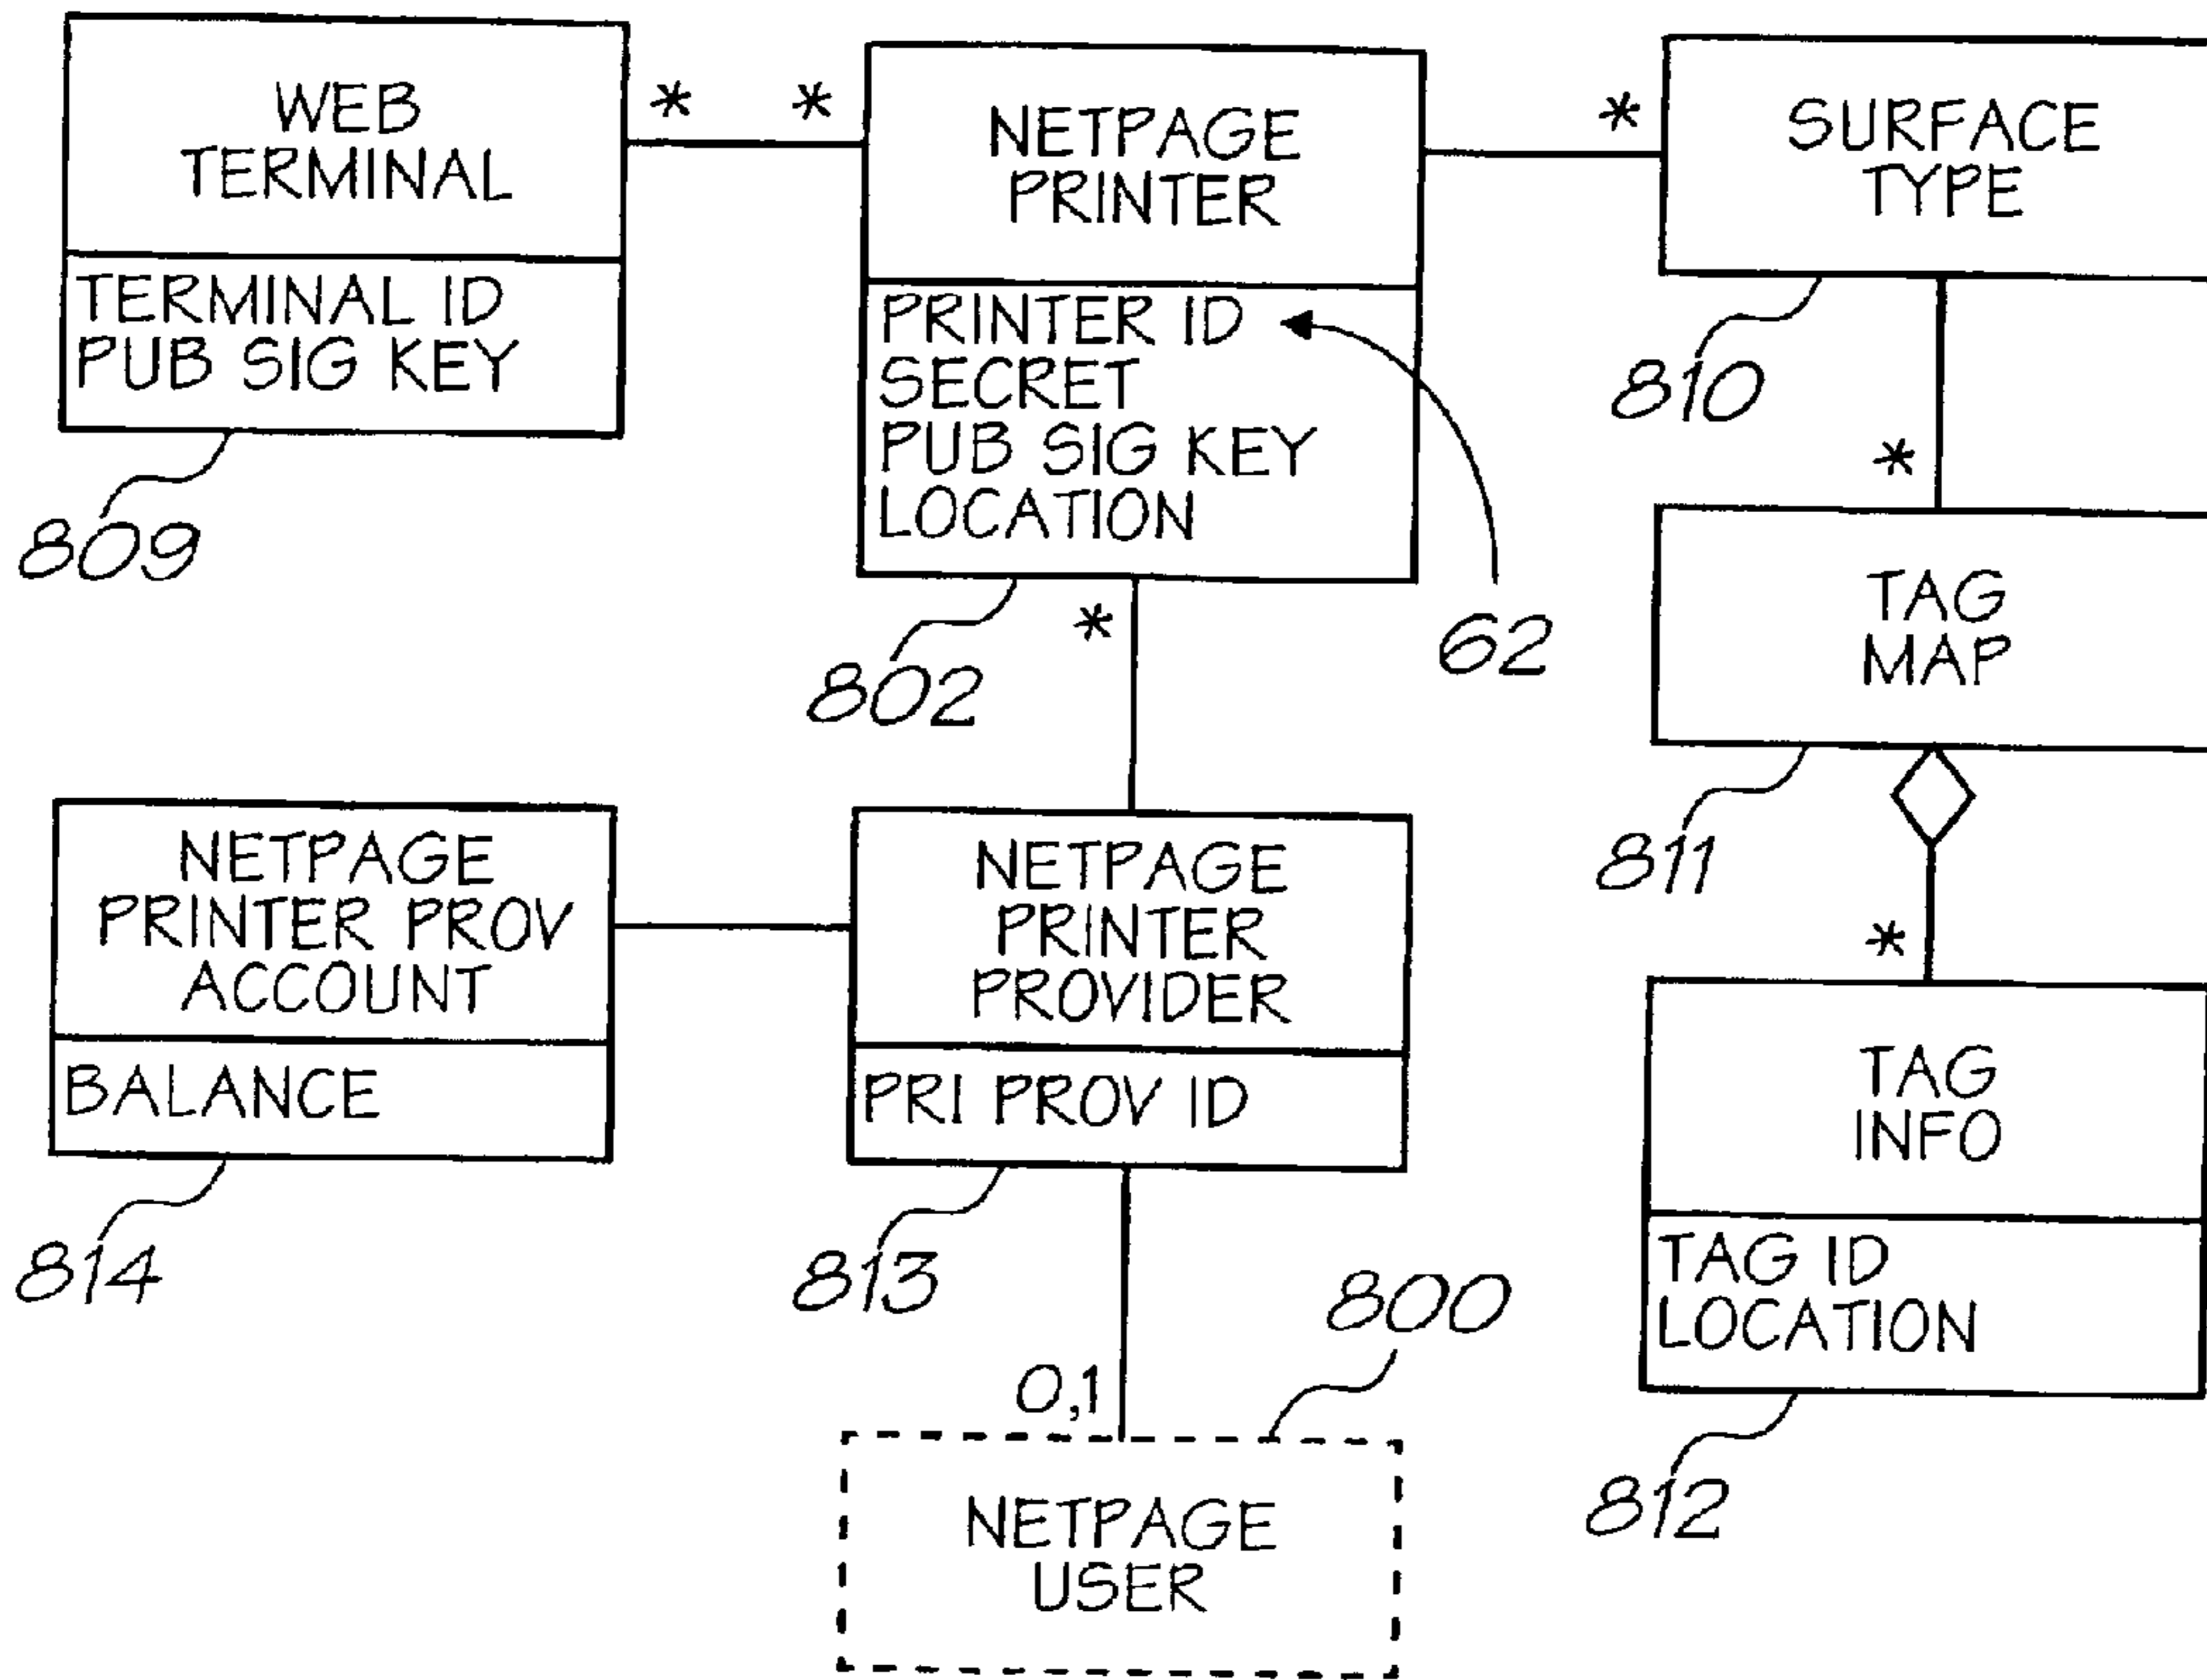 WEB
TERMINAL
TERMINAL ID
PUB SIG KEY
809
*
*
NETPAGE
PRINTER
PRINTER ID
SECRET
PUB SIG KEY
LOCATION
62
802
*
*
SURFACE
TYPE
810
*
TAG
MAP
811
*
TAG
INFO
TAG ID
LOCATION
812
NETPAGE
PRINTER PROV
ACCOUNT
BALANCE
814
NETPAGE
PRINTER
PROVIDER
PRI PROV ID
813
0,1
800
NETPAGE
USER